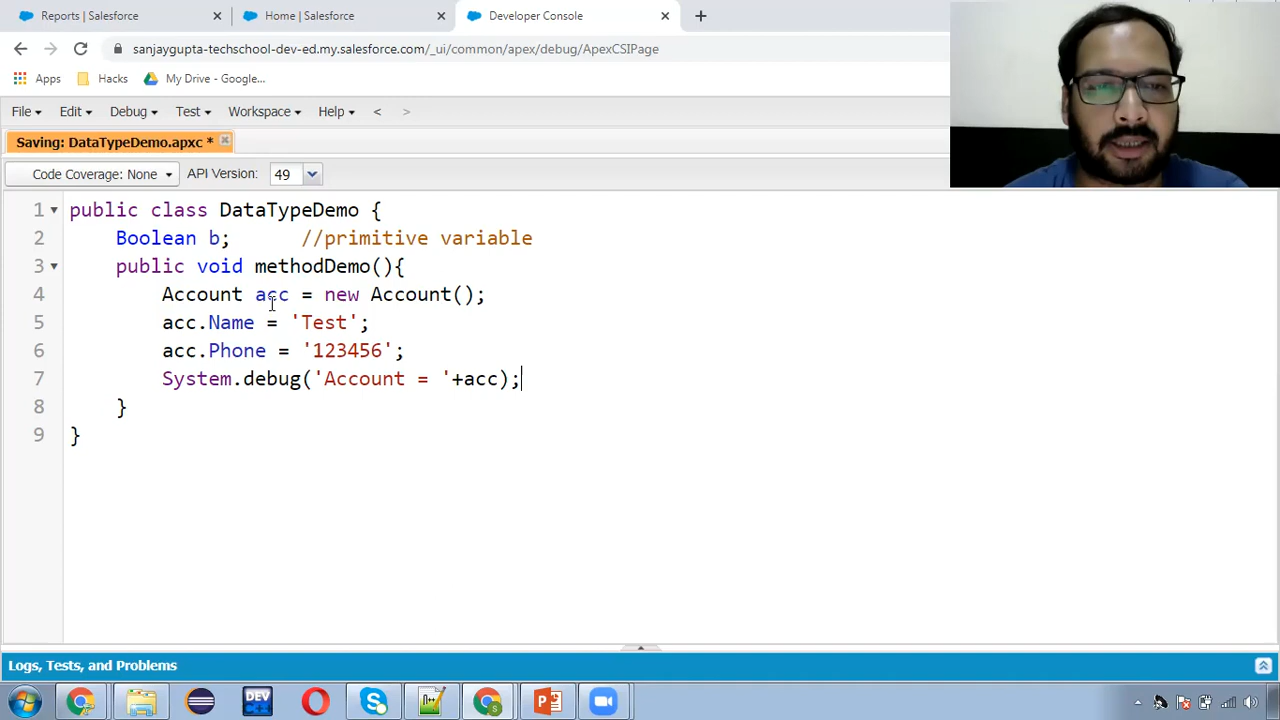 Reports | Salesforce
Home | Salesforce
Developer Console
sanjaygupta-techschool-dev-ed.my.salesforce.com/_ui/common/apex/debug/ApexCSIPage
Apps
Hacks
My Drive - Google...
File
Edit
Debug
Test
Workspace
Help
<
>
Saving: DataTypeDemo.apxc *
Code Coverage: None
API Version:
49
1 public class DataTypeDemo {
2 Boolean b; //primitive variable
3 public void methodDemo(){
4 Account acc = new Account();
5 acc.Name = 'Test';
6 acc.Phone = '123456';
7 System.debug('Account = '+acc);
8 }
9 }
Logs, Tests, and Problems
DEV
C++
S